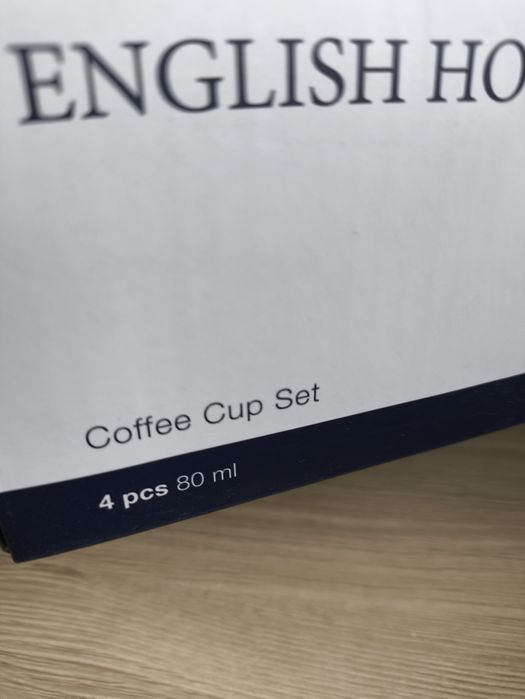 ENGLISH HO
Coffee Cup Set
4 pcs 80 ml